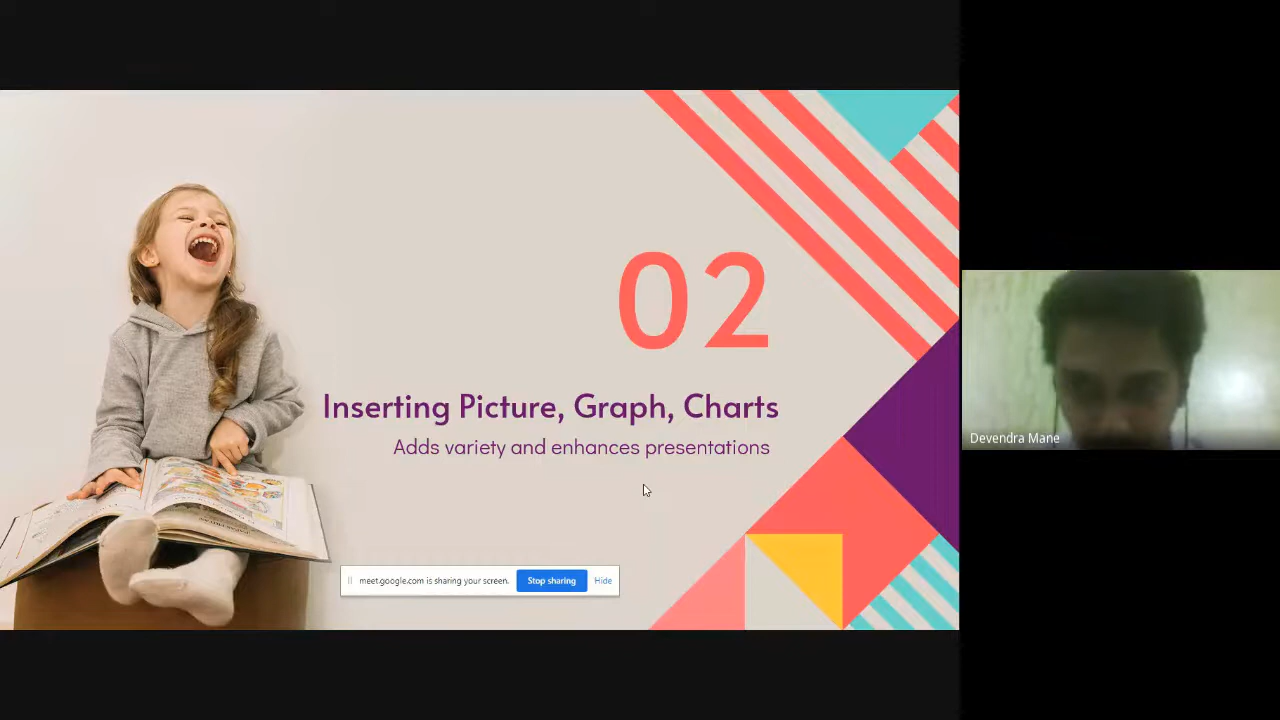 02
Inserting Picture, Graph, Charts
Adds variety and enhances presentations
meet.google.com is sharing your screen.
Stop sharing
Hide
Devendra Mane